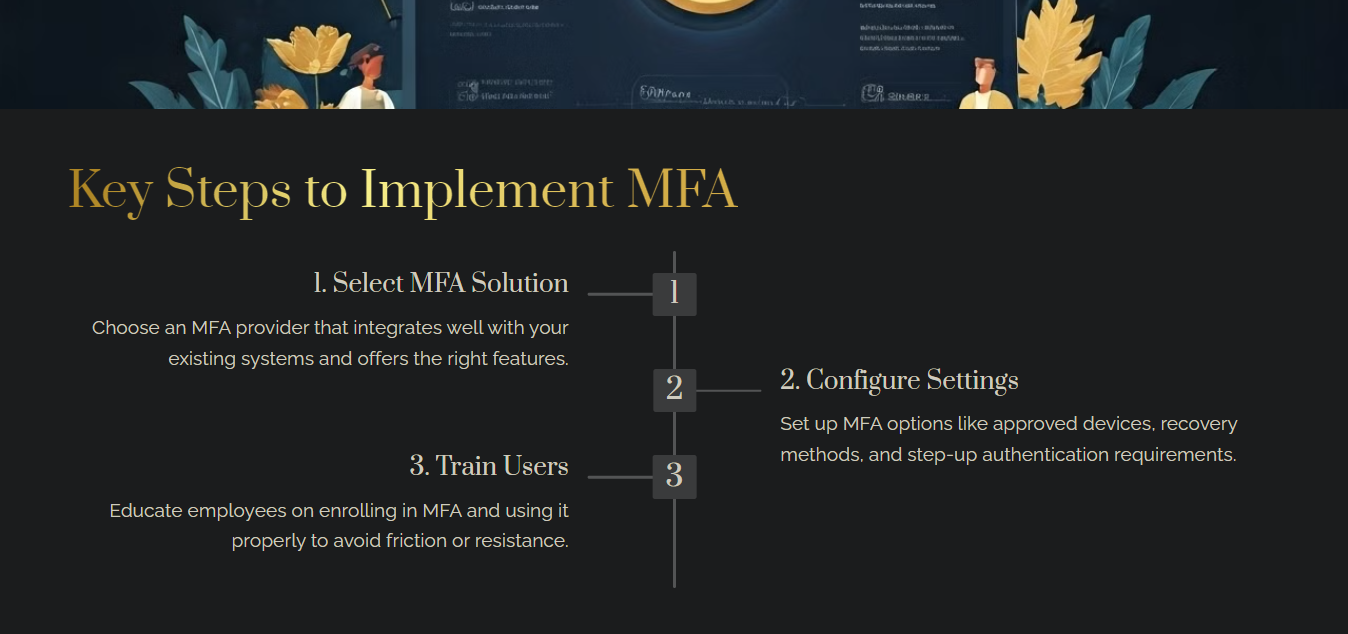 Key Steps to Implement MFA
1. Select MFA Solution
Choose an MFA provider that integrates well with your
existing systems and offers the right features.
1
2
2. Configure Settings
Set up MFA options like approved devices, recovery
methods, and step-up authentication requirements.
3. Train Users
Educate employees on enrolling in MFA and using it
properly to avoid friction or resistance.
3